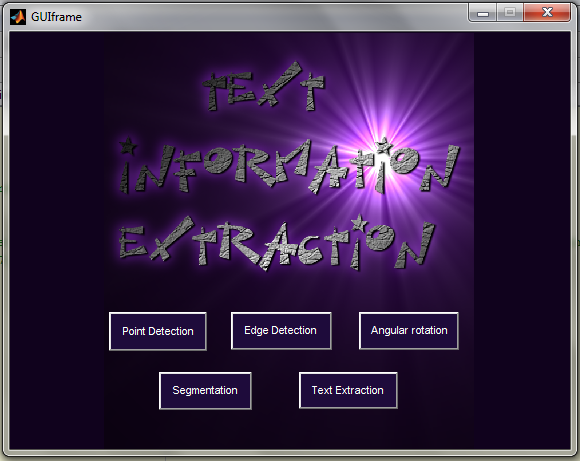 GUIframe
TEXT
iNFORMATiON
EXTRACTiON
Point Detection
Edge Detection
Angular rotation
Segmentation
Text Extraction